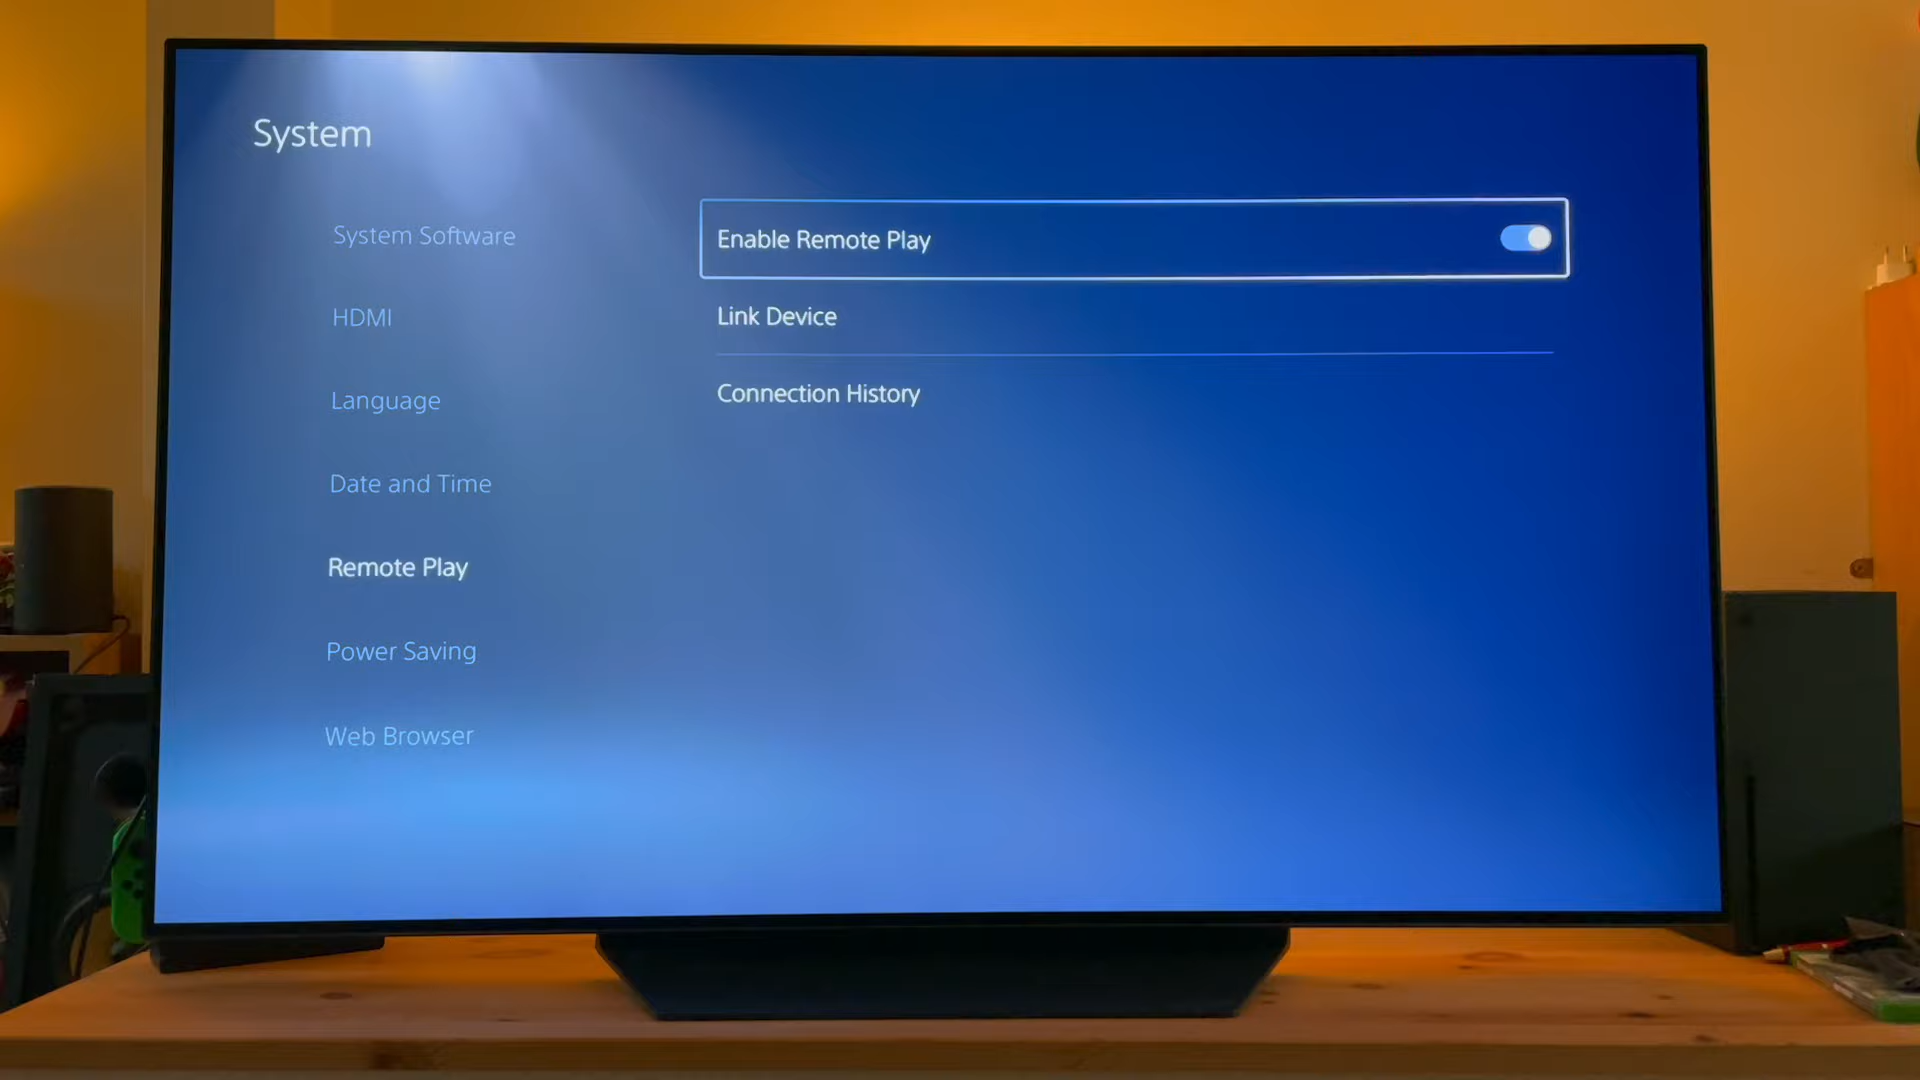 System
System Software
HDMI
Language
Date and Time
Remote Play
Power Saving
Web Browser
Enable Remote Play
Link Device
Connection History